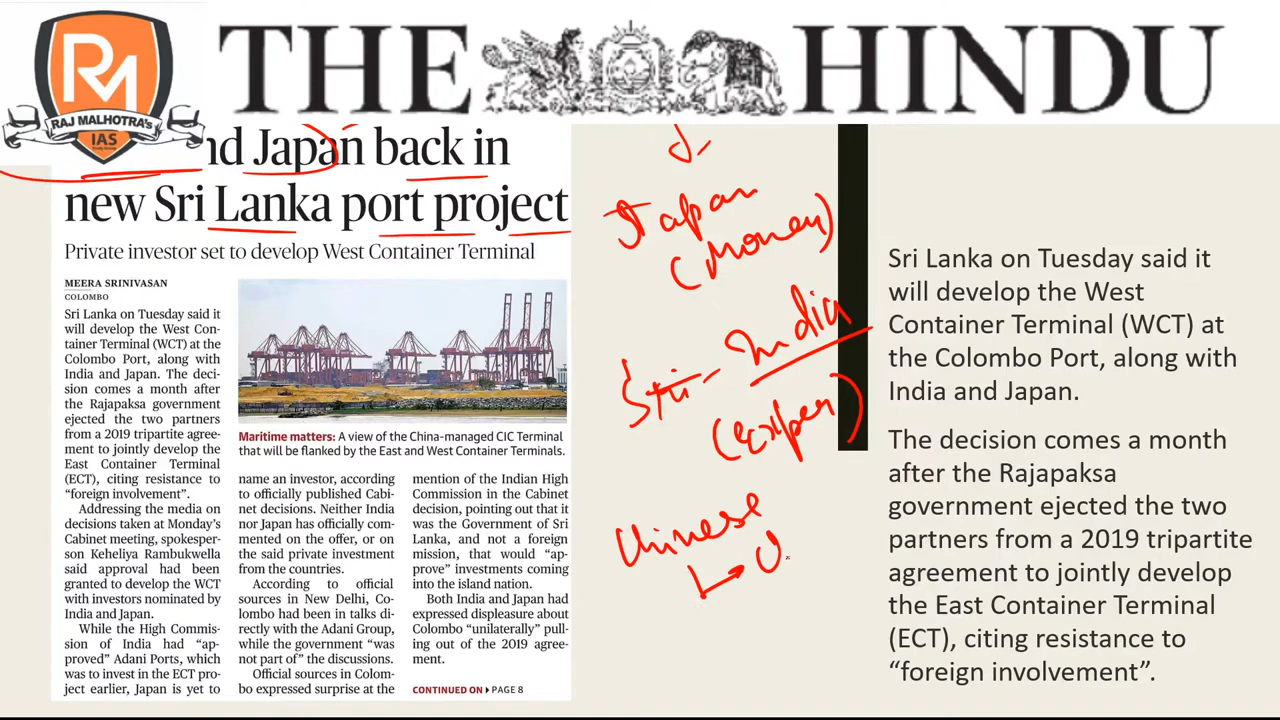 RM
RAJ MALHOTRA'S
IAS
THE HINDU
nd Japan back in
new Sri Lanka port project
Private investor set to develop West Container Terminal
MEERA SRINIVASAN
COLOMBO
Sri Lanka on Tuesday said it
will develop the West Con-
tainer Terminal (WCT) at the
Colombo Port, along with
India and Japan. The deci-
sion comes a month after
the Rajapaksa government
ejected the two partners
from a 2019 tripartite agree-
ment to jointly develop the
East Container Terminal
(ECT), citing resistance to
“foreign involvement”.
Addressing the media on
decisions taken at Monday’s
Cabinet meeting, spokesper-
son Keheliya Rambukwella
said approval had been
granted to develop the WCT
with investors nominated by
India and Japan.
While the High Commis-
sion of India had “ap-
proved” Adani Ports, which
was to invest in the ECT pro-
ject earlier, Japan is yet to
Maritime matters: A view of the China-managed CIC Terminal
that will be flanked by the East and West Container Terminals.
name an investor, according
to officially published Cabi-
net decisions. Neither India
nor Japan has officially com-
mented on the offer, or on
the said private investment
from the countries.
According to official
sources in New Delhi, Co-
lombo had been in talks di-
rectly with the Adani Group,
while the government “was
not part of” the discussions.
Official sources in Colom-
bo expressed surprise at the
mention of the Indian High
Commission in the Cabinet
decision, pointing out that it
was the Government of Sri
Lanka, and not a foreign
mission, that would “ap-
prove” investments coming
into the island nation.
Both India and Japan had
expressed displeasure about
Colombo “unilaterally” pull-
ing out of the 2019 agree-
ment.
CONTINUED ON PAGE 8
Japan
(Money)
Sri - India
(Exper)
Chinese
Sri Lanka on Tuesday said it
will develop the West
Container Terminal (WCT) at
the Colombo Port, along with
India and Japan.
The decision comes a month
after the Rajapaksa
government ejected the two
partners from a 2019 tripartite
agreement to jointly develop
the East Container Terminal
(ECT), citing resistance to
“foreign involvement”.